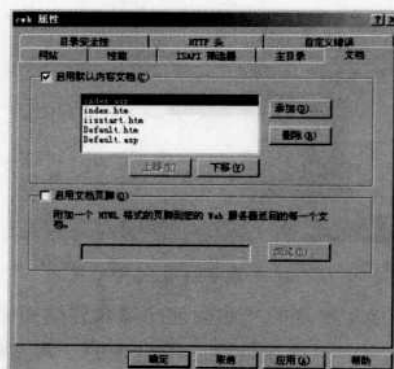 rwb 属性
目录安全性 HTTP 头 自定义错误
网站 性能 ISAPI 筛选器 主目录 文档
启用默认内容文档(C)
index.asp
index.htm
iisstart.htm
Default.htm
Default.asp
添加(D)...
删除(R)
上移(U) 下移(V)
启用文档页脚(O)
附加一个 HTML 格式的页脚到您的 Web 服务器返回的每一个文
档。
确定 取消 应用(A) 帮助